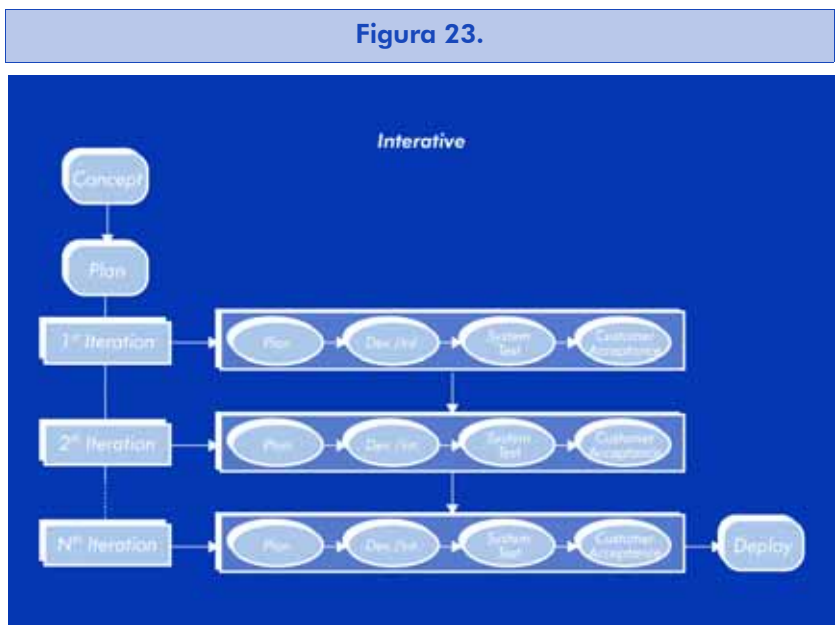 Figura 23.
Interative
Concept
Plan
1st Iteration
Plan
Dev./Int.
System
Test
Customer
Acceptance
2th Iteration
Plan
Dev./Int.
System
Test
Customer
Acceptance
Nth Iteration
Plan
Dev./Int.
System
Test
Customer
Acceptance
Deploy